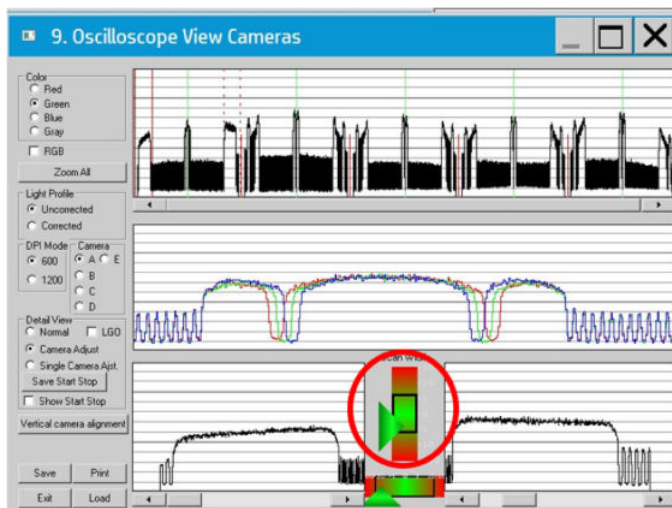 9. Oscilloscope View Cameras
Color
Red
Green
Blue
Gray
RGB
Zoom All
Light Profile
Uncorrected
Corrected
DPI Mode
Camera
600
A
E
B
1200
C
D
Detail View
Normal
LGO
Camera Adjust
Single Camera Ajst.
Save Start Stop
Show Start Stop
Vertical camera alignment
Save
Print
Exit
Load